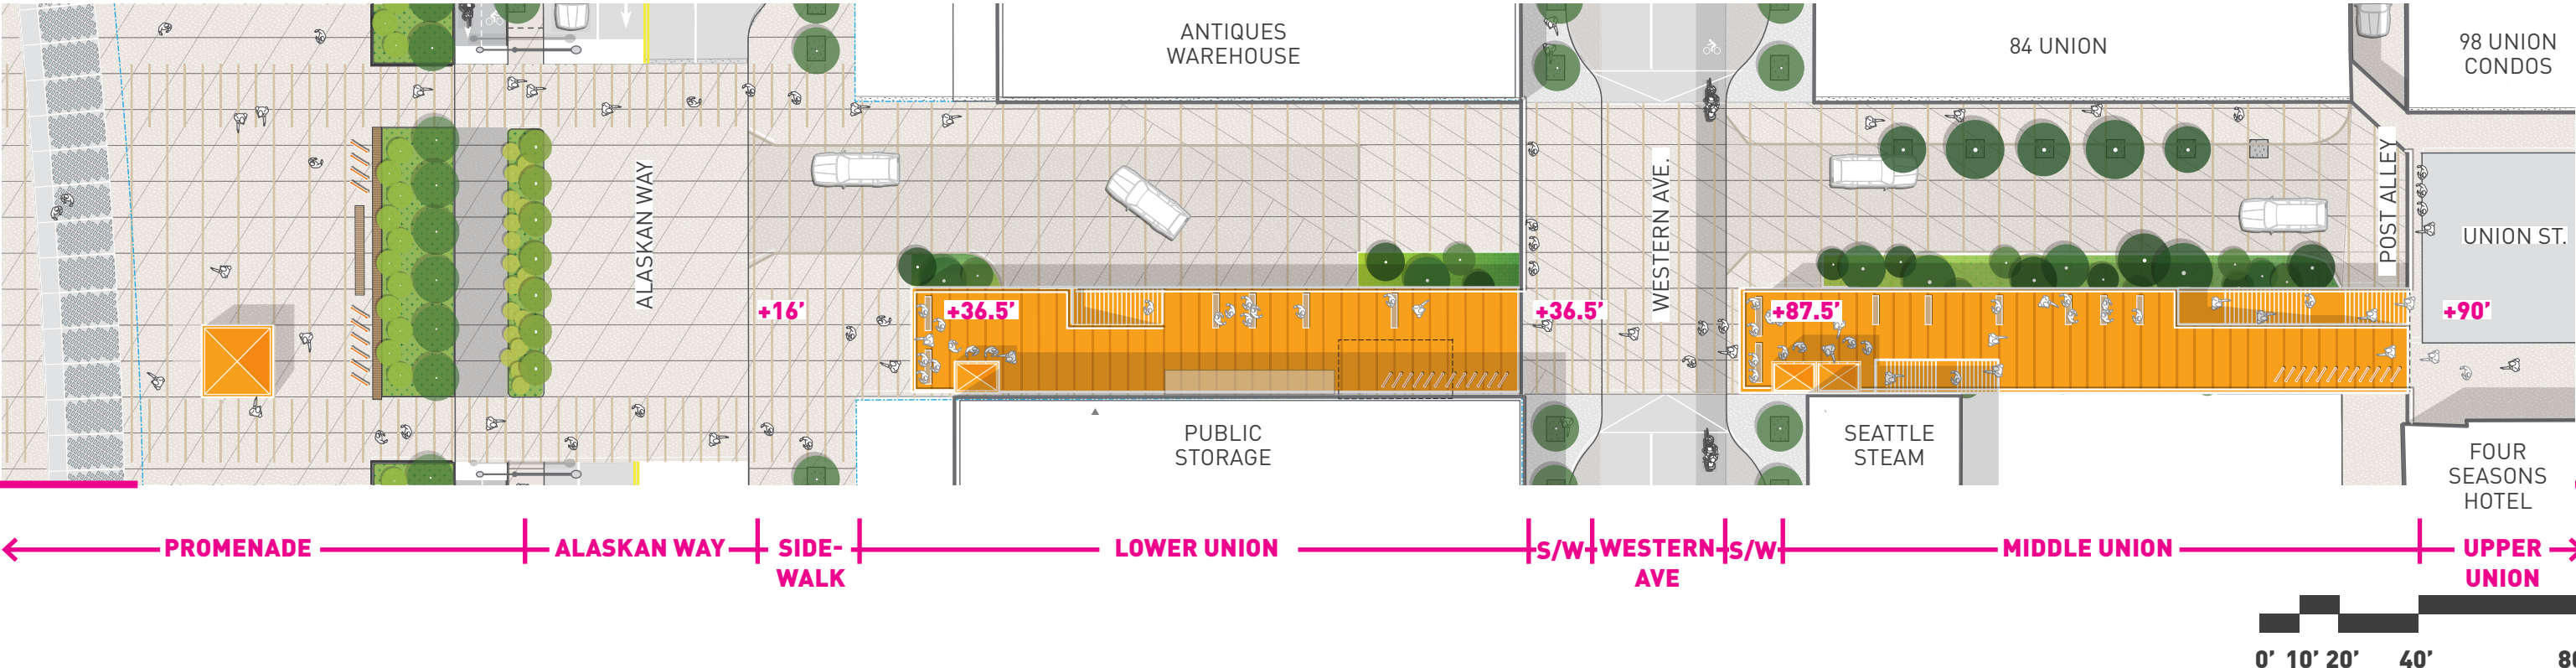 ANTIQUES
WAREHOUSE
84 UNION
98 UNION
CONDOS
ALASKAN WAY
WESTERN AVE.
POST ALLEY
UNION ST.
+16’
+36.5’
+36.5’
+87.5’
+90’
PUBLIC
STORAGE
SEATTLE
STEAM
FOUR
SEASONS
HOTEL
PROMENADE
ALASKAN WAY
SIDE-
WALK
LOWER UNION
S/W
WESTERN
AVE
S/W
MIDDLE UNION
UPPER
UNION
0’ 10’ 20’ 40’